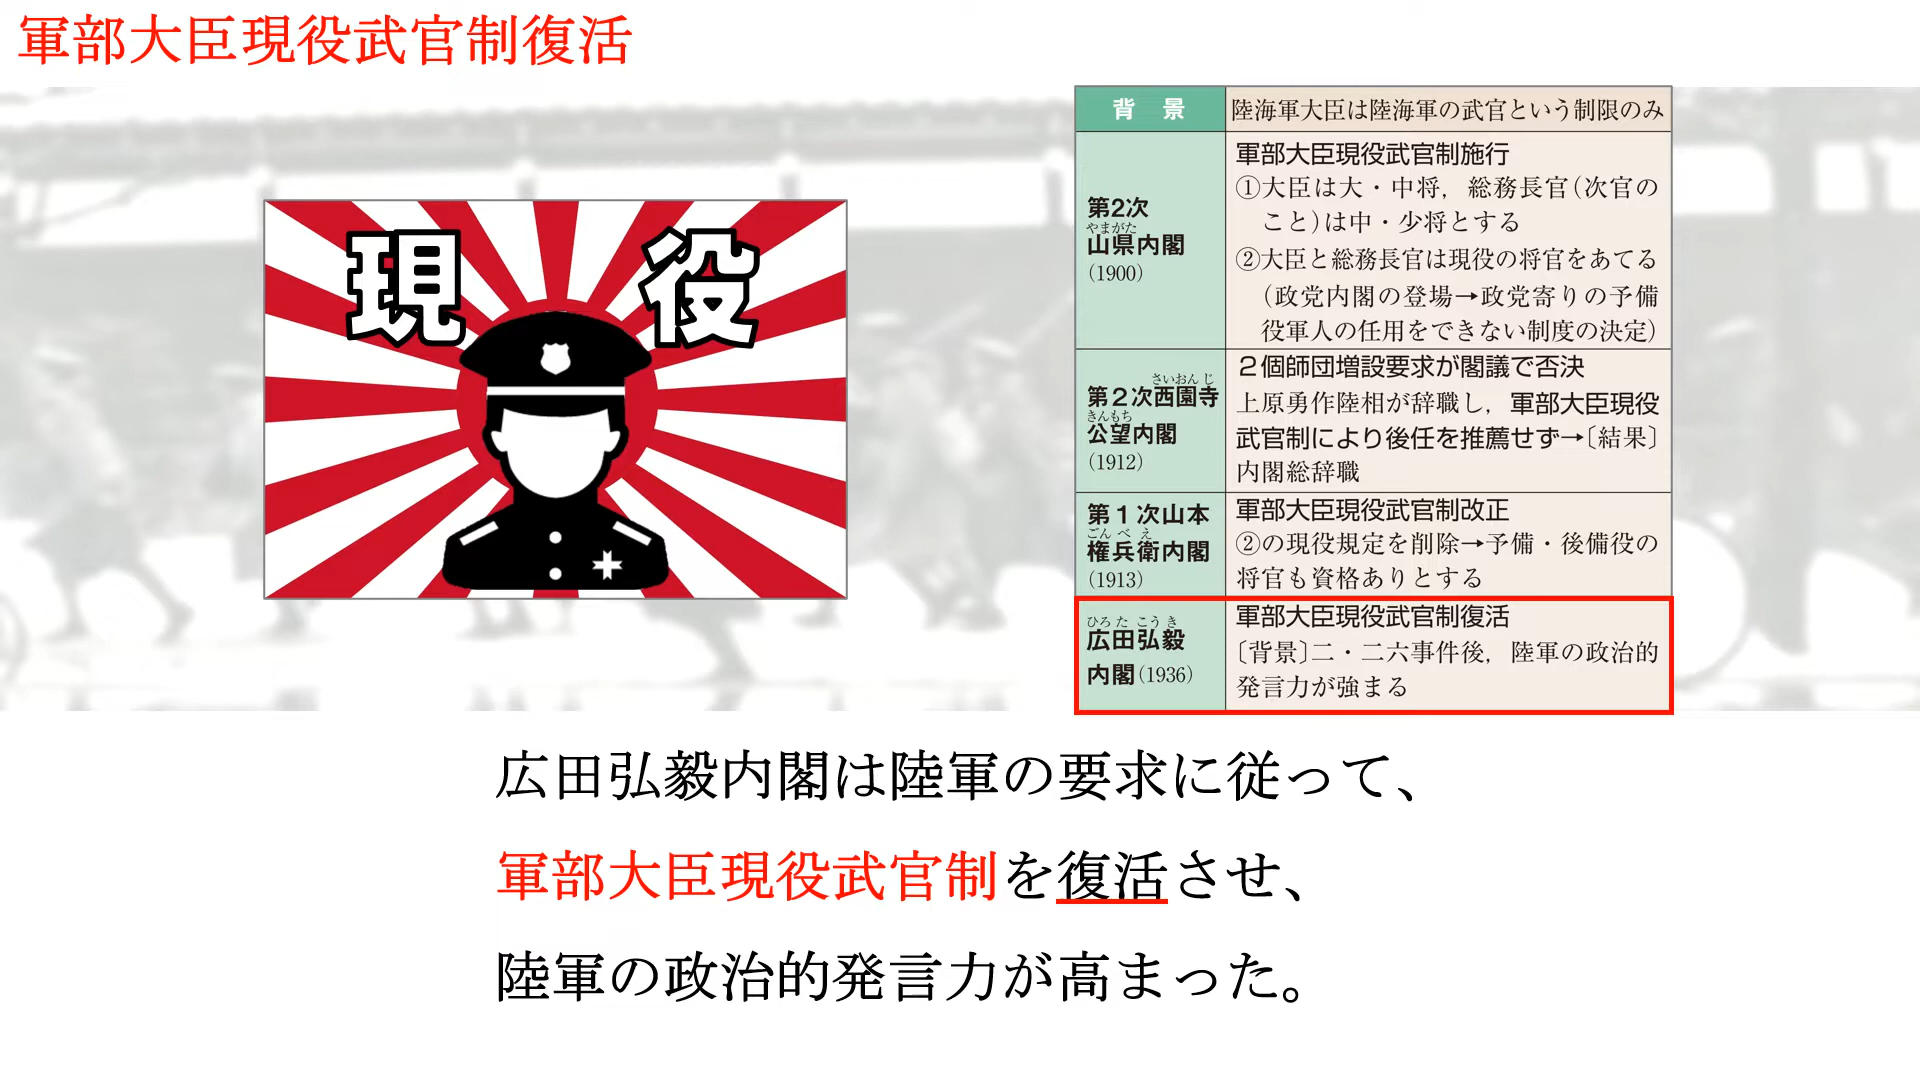 軍部大臣現役武官制復活
現役
背景
陸海軍大臣は陸海軍の武官という制限のみ
第2次
やまがた
山県内閣
(1900)
軍部大臣現役武官制施行
①大臣は大・中将，総務長官(次官の
こと)は中・少将とする
②大臣と総務長官は現役の将官をあてる
(政党内閣の登場→政党寄りの予備
役軍人の任用をできない制度の決定)
さいおんじ
第2次西園寺
きんもち
公望内閣
(1912)
2個師団増設要求が閣議で否決
上原勇作陸相が辞職し，軍部大臣現役
武官制により後任を推薦せず→〔結果〕
内閣総辞職
第1次山本
ごんべえ
権兵衛内閣
(1913)
軍部大臣現役武官制改正
②の現役規定を削除→予備・後備役の
将官も資格ありとする
ひろたこうき
広田弘毅
内閣(1936)
軍部大臣現役武官制復活
〔背景〕二・二六事件後，陸軍の政治的
発言力が強まる
広田弘毅内閣は陸軍の要求に従って、
軍部大臣現役武官制を復活させ、
陸軍の政治的発言力が高まった。